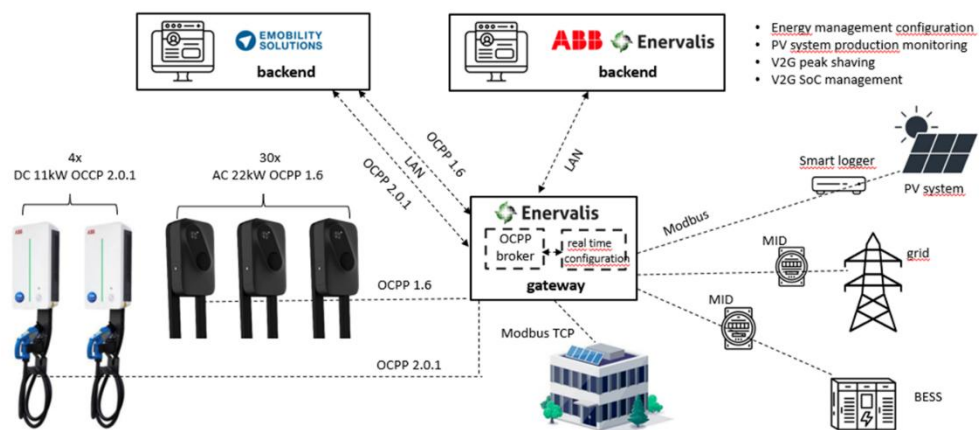 EMOBILITY
SOLUTIONS
backend
ABB Enervalis
backend
• Energy management configuration
• PV system production monitoring
• V2G peak shaving
• V2G SoC management
4x
DC 11kW OCCP 2.0.1
30x
AC 22kW OCPP 1.6
OCPP 1.6
LAN
OCPP 2.0.1
LAN
Smart logger
PV system
Modbus
Enervalis
OCPP
broker
real time
configuration
gateway
MID
grid
MID
OCPP 1.6
Modbus TCP
OCPP 2.0.1
BESS
ABB
ABB